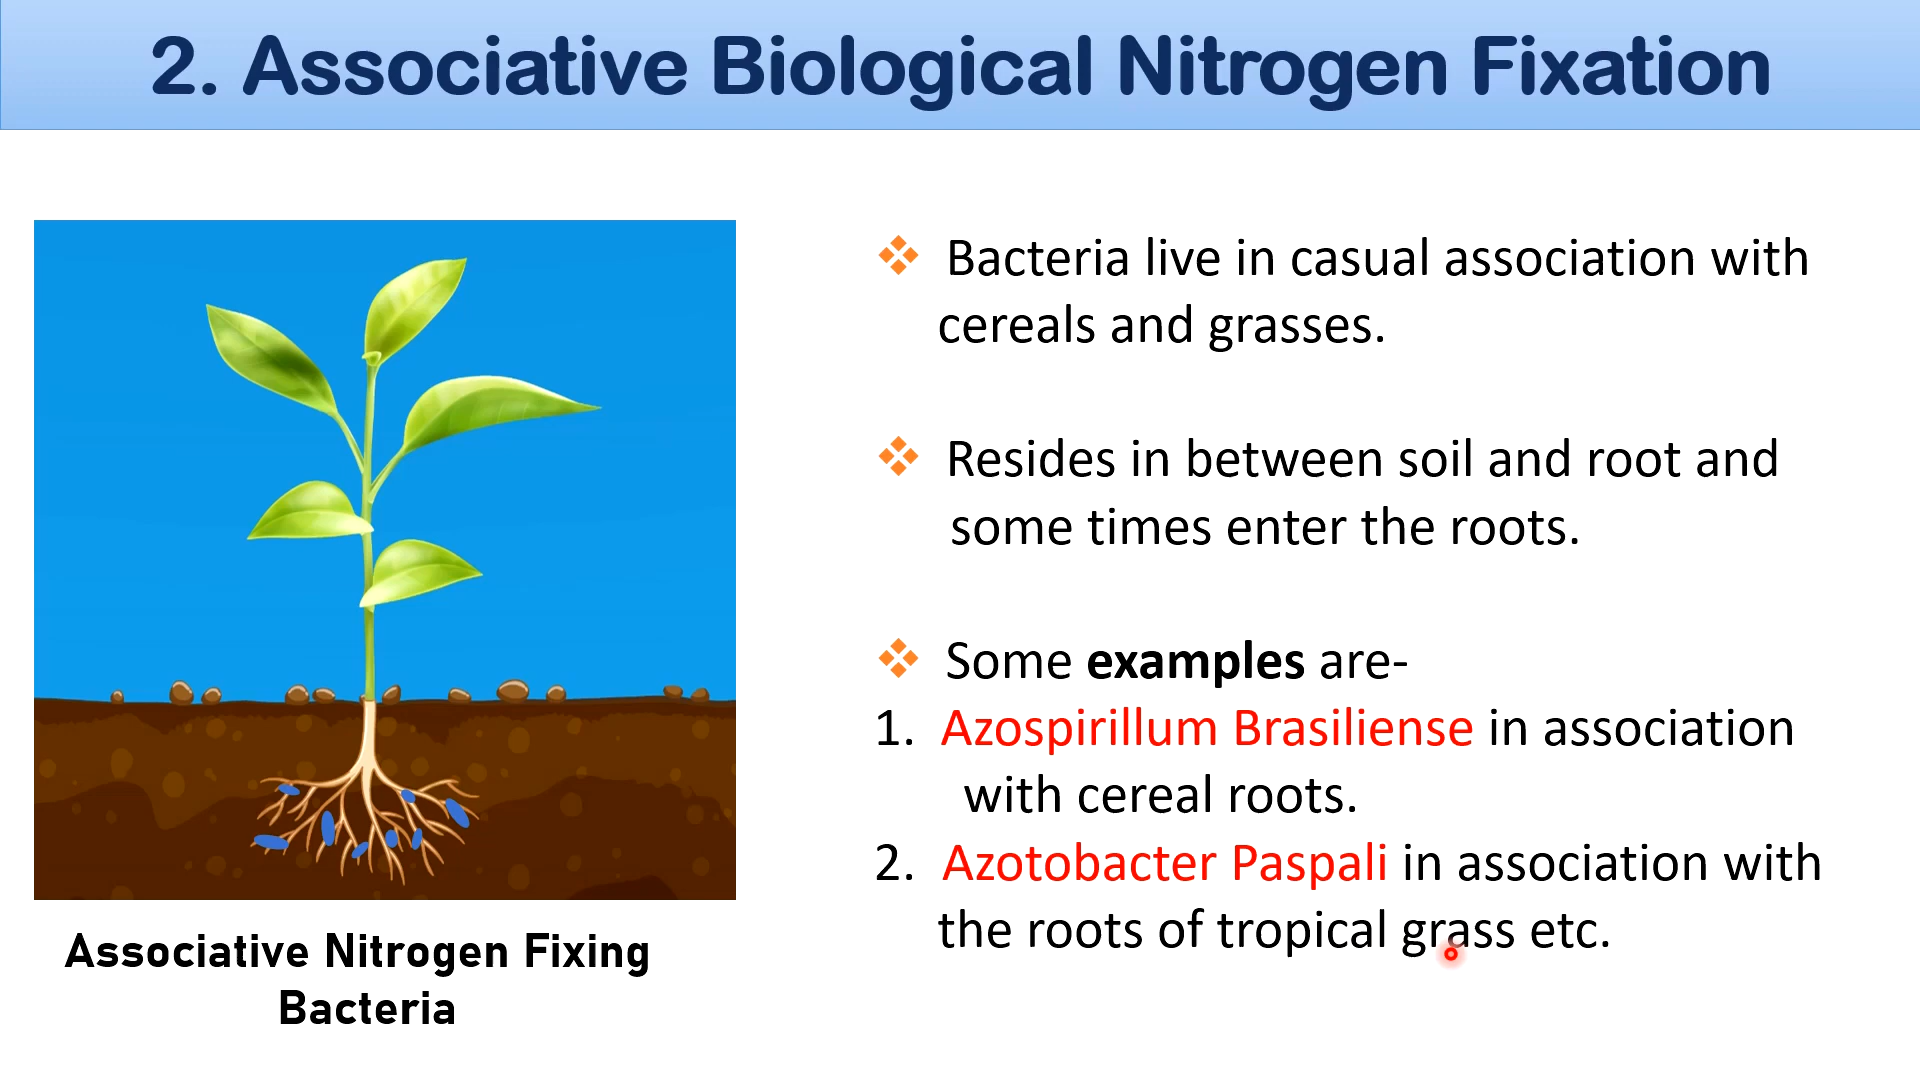 2. Associative Biological Nitrogen Fixation
Bacteria live in casual association with
cereals and grasses.
Resides in between soil and root and
some times enter the roots.
Some examples are-
1. Azospirillum Brasiliense in association
with cereal roots.
2. Azotobacter Paspali in association with
the roots of tropical grass etc.
Associative Nitrogen Fixing
Bacteria